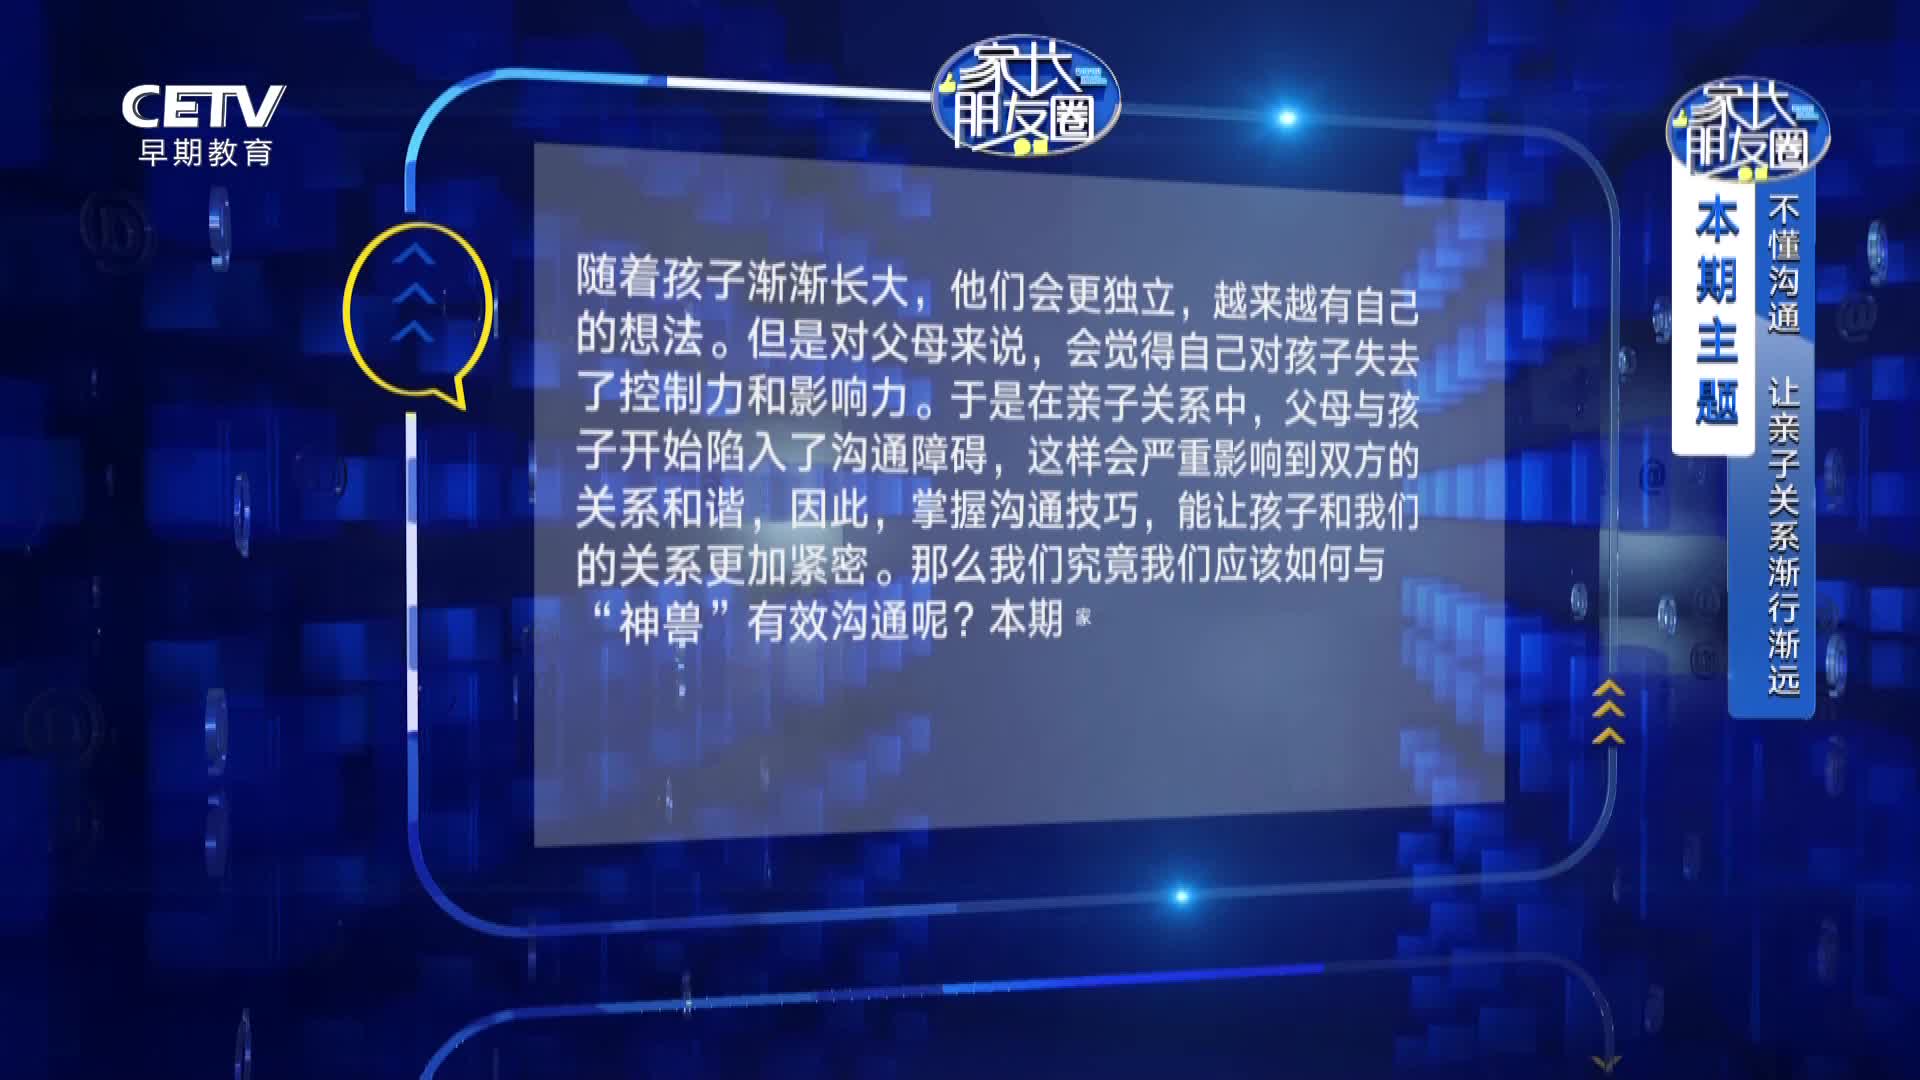 CETV
早期教育
家长
朋友圈
随着孩子渐渐长大，他们会更独立，越来越有自己
的想法。但是对父母来说，会觉得自己对孩子失去
了控制力和影响力。于是在亲子关系中，父母与孩
子开始陷入了沟通障碍，这样会严重影响到双方的
关系和谐，因此，掌握沟通技巧，能让孩子和我们
的关系更加紧密。那么我们究竟我们应该如何与
“神兽”有效沟通呢？本期家
家长
朋友圈
本期主题
不懂沟通 让亲子关系渐行渐远